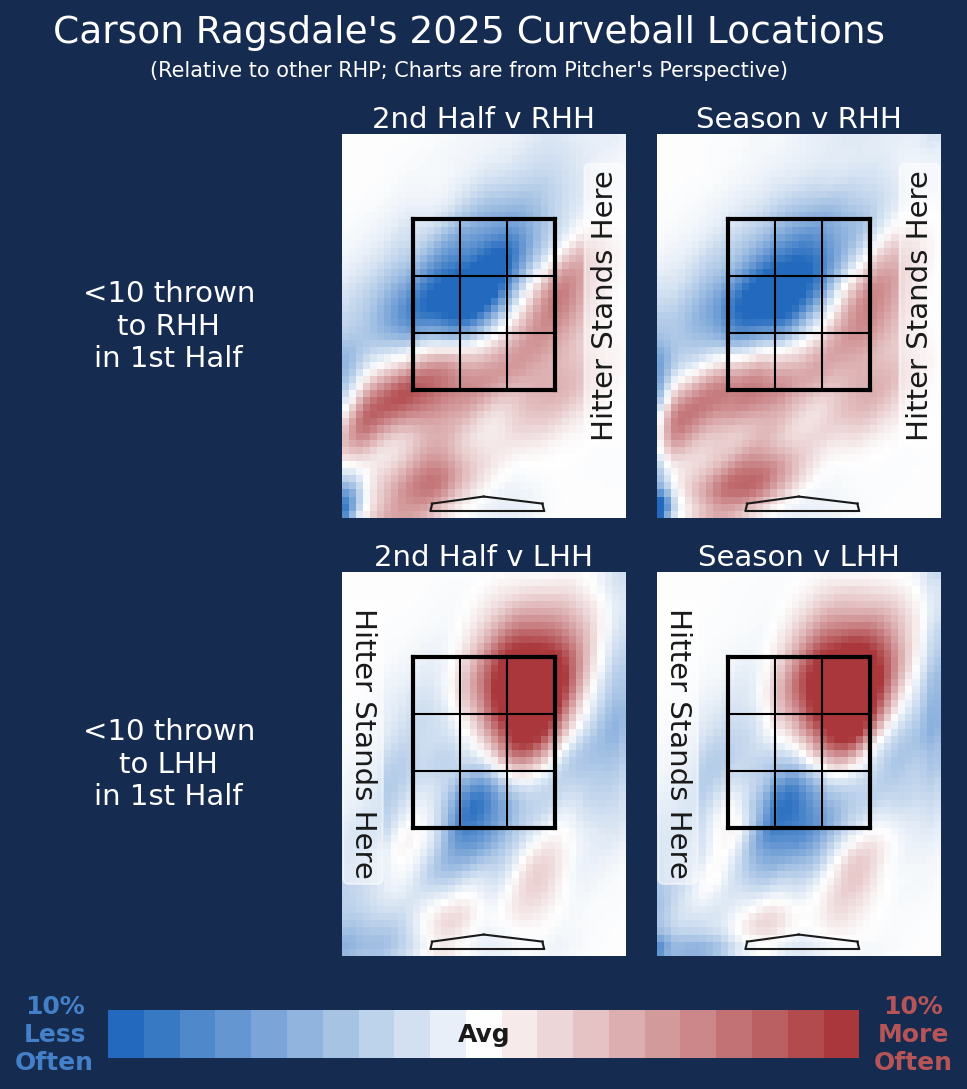 Carson Ragsdale's 2025 Curveball Locations
(Relative to other RHP; Charts are from Pitcher's Perspective)
2nd Half v RHH
Season v RHH
<10 thrown
to RHH
in 1st Half
Hitter Stands Here
Hitter Stands Here
2nd Half v LHH
Season v LHH
<10 thrown
to LHH
in 1st Half
Hitter Stands Here
Hitter Stands Here
10%
Less
Often
Avg
10%
More
Often